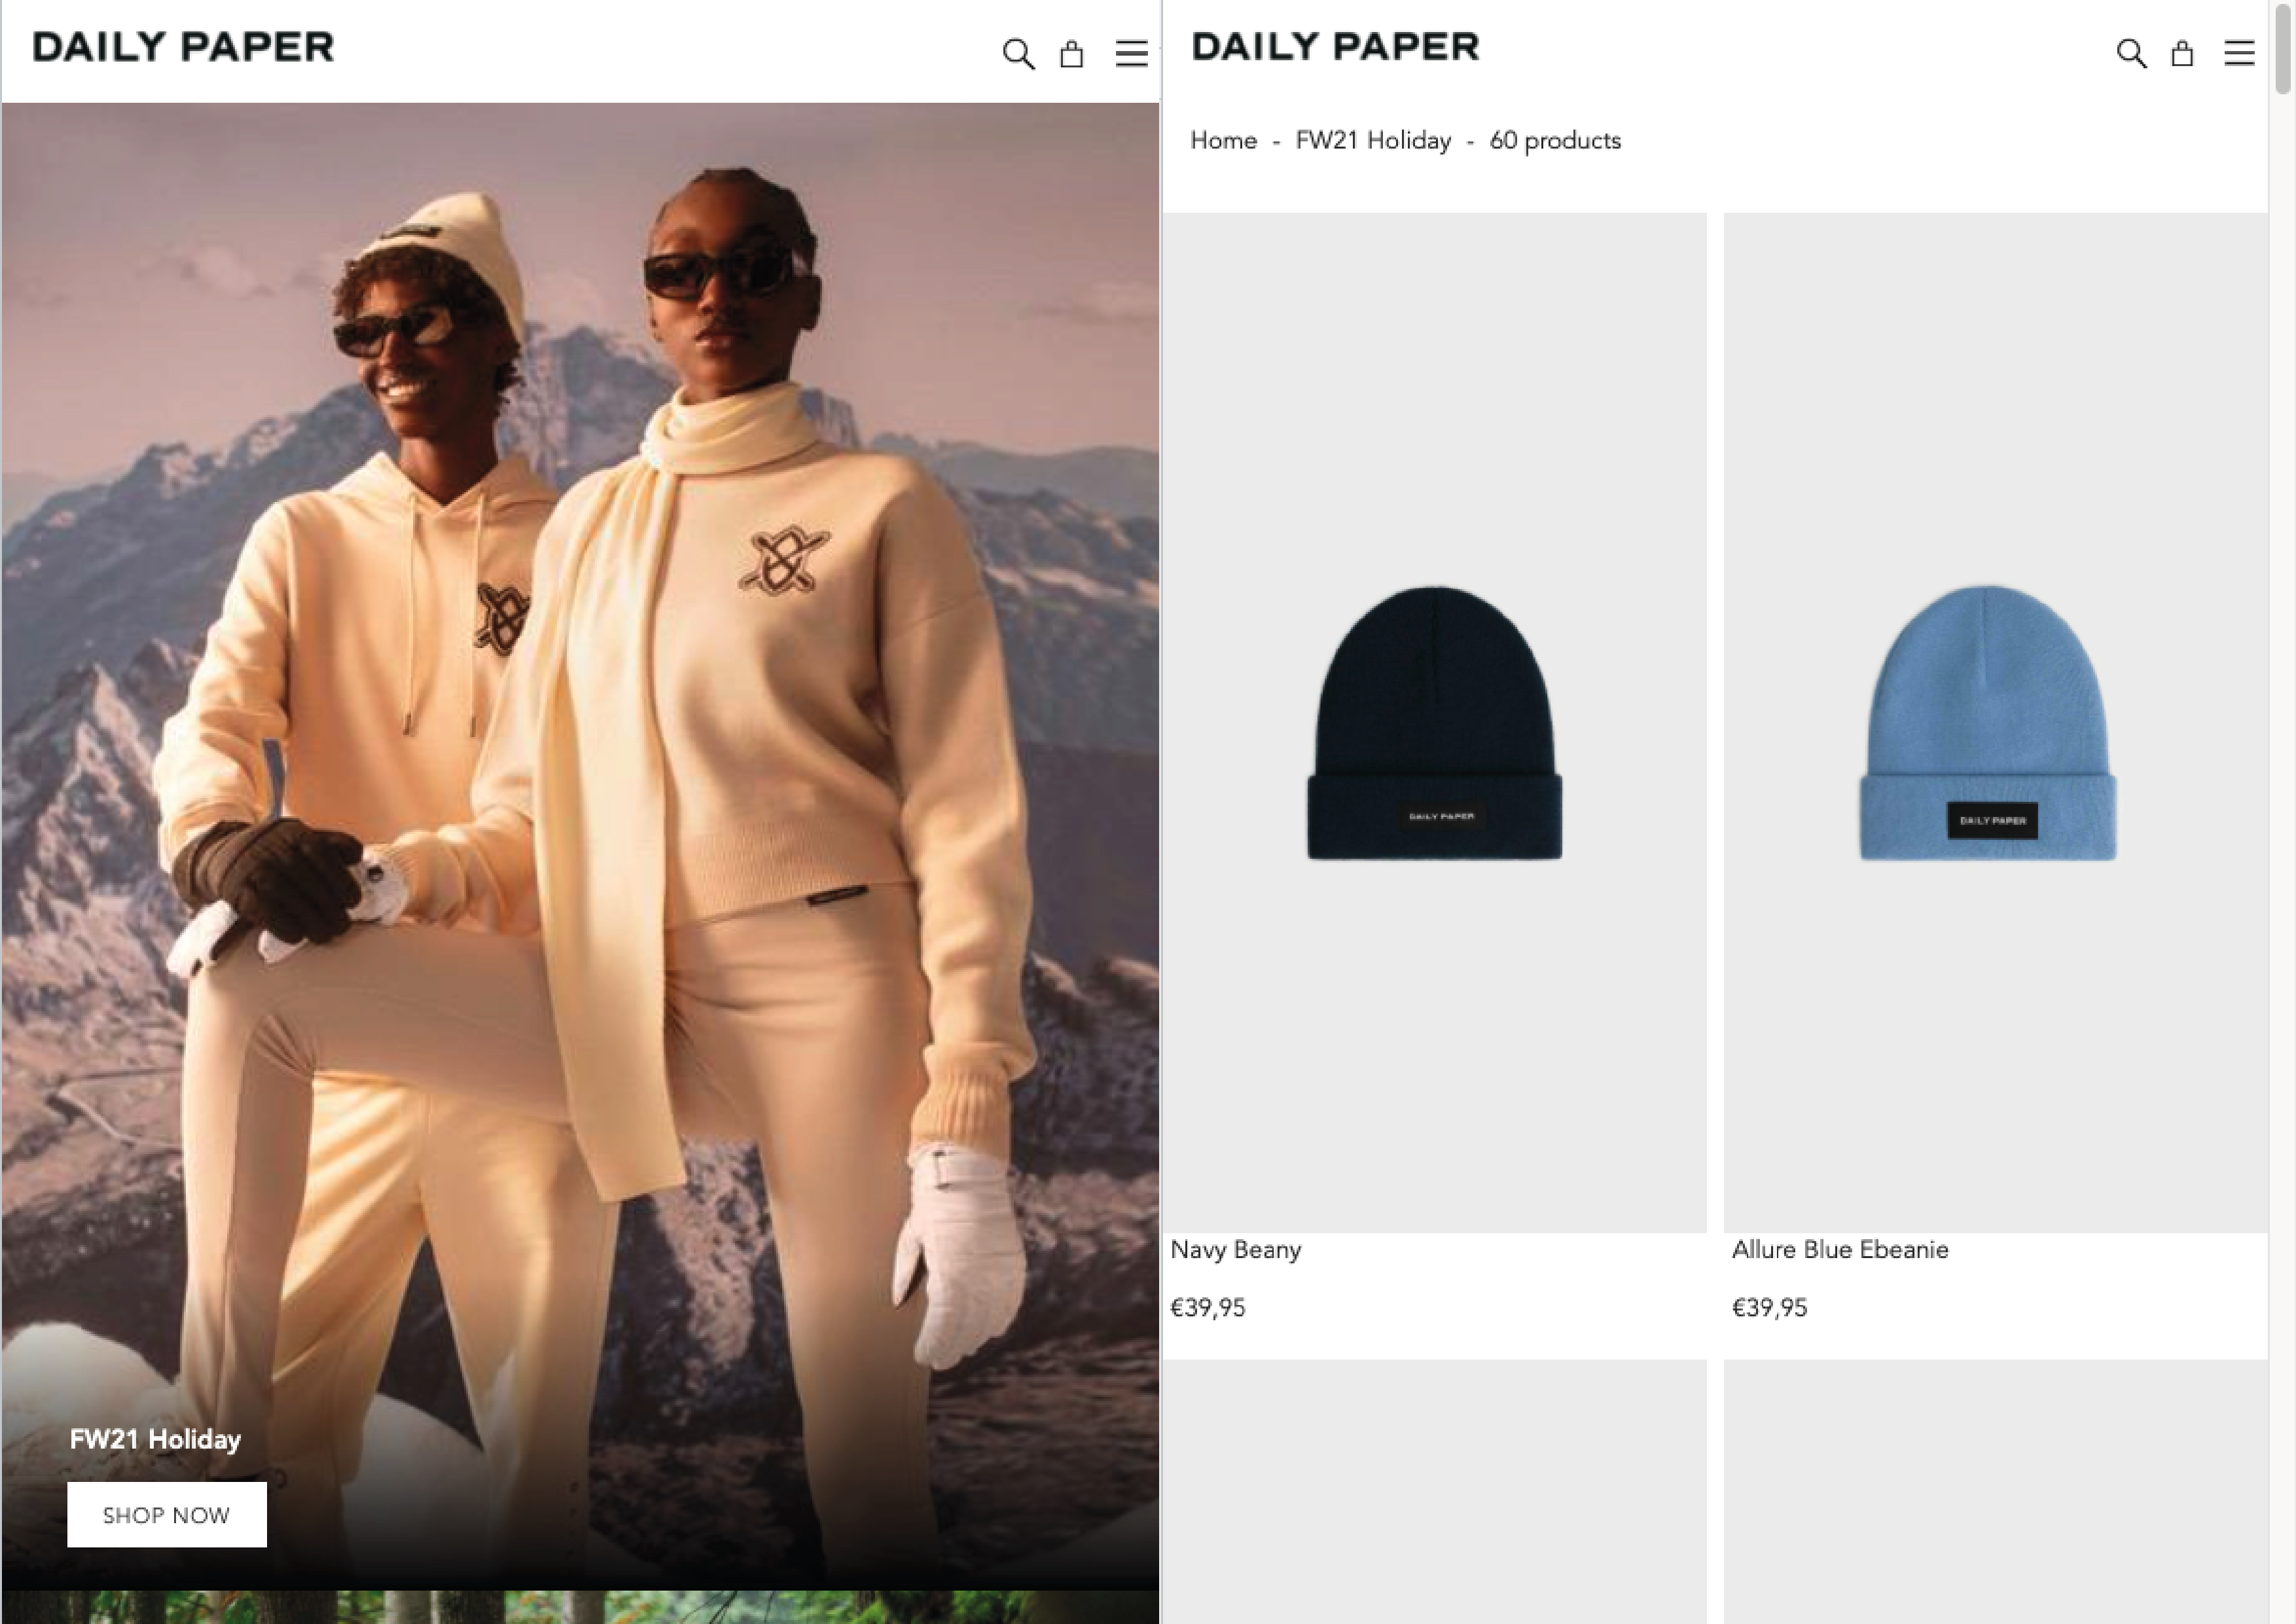 DAILY PAPER
FW21 Holiday
SHOP NOW
DAILY PAPER
Home - FW21 Holiday - 60 products
DAILY PAPER
DAILY PAPER
Navy Beany
Allure Blue Ebeanie
€39,95
€39,95